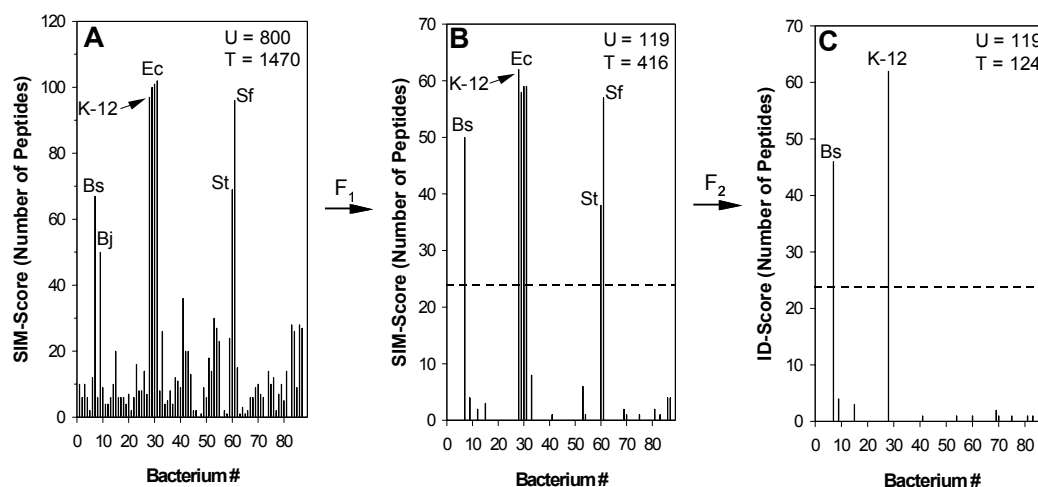 A
U = 800
T = 1470
Ec
K-12
Sf
Bs
St
Bj
120
100
80
60
40
20
0
SIM-Score (Number of Peptides)
0 10 20 30 40 50 60 70 80
Bacterium #
F1
B
U = 119
T = 416
Ec
K-12
Sf
Bs
St
70
60
50
40
30
20
10
0
SIM-Score (Number of Peptides)
0 10 20 30 40 50 60 70 80
Bacterium #
F2
C
U = 119
T = 124
K-12
Bs
70
60
50
40
30
20
10
0
ID-Score (Number of Peptides)
0 10 20 30 40 50 60 70 80
Bacterium #